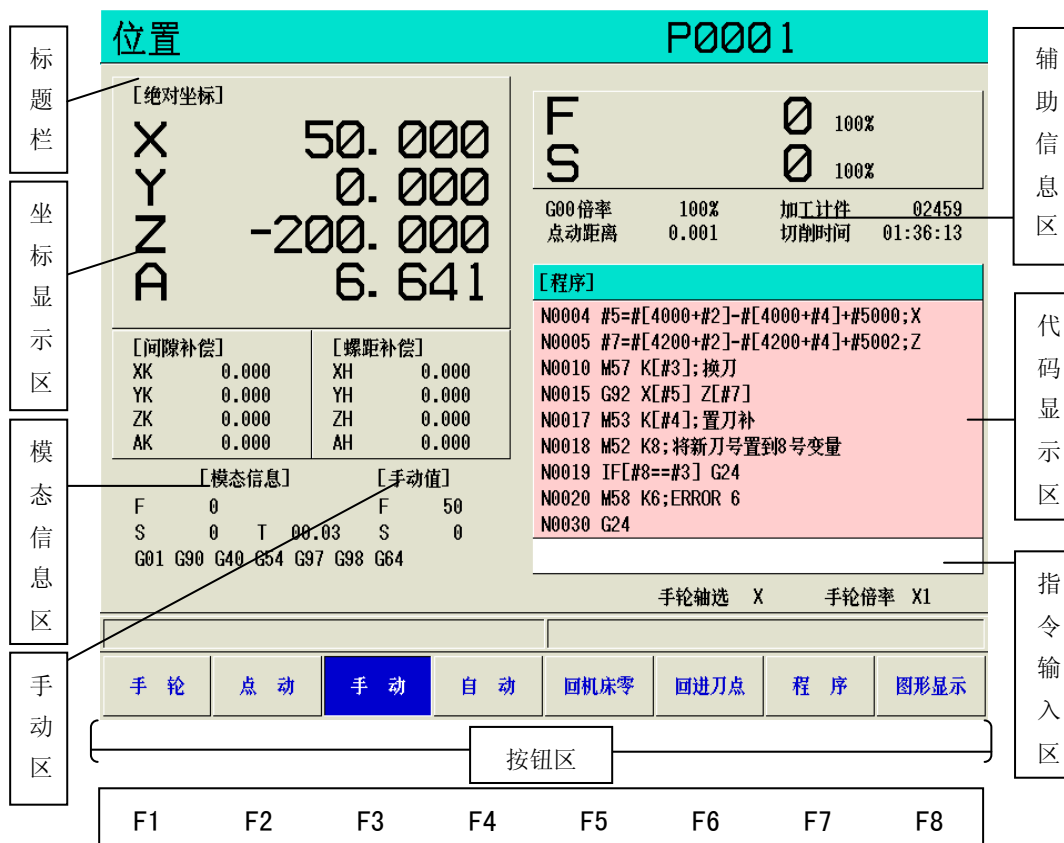 位置 P0001
标题栏
坐标显示区
模态信息区
手动区
[绝对坐标]
X 50.000
Y 0.000
Z -200.000
A 6.641
[间隙补偿]
XK 0.000
YK 0.000
ZK 0.000
AK 0.000
[螺距补偿]
XH 0.000
YH 0.000
ZH 0.000
AH 0.000
[模态信息] [手动值]
F 0 F 50
S 0 T 00.03 S 0
G01 G90 G40 G54 G97 G98 G64
F 0 100%
S 0 100%
G00倍率 100% 加工计件 02459
点动距离 0.001 切削时间 01:36:13
[程序]
N0004 #5=#[4000+#2]-#[4000+#4]+#5000;X
N0005 #7=#[4200+#2]-#[4200+#4]+#5002;Z
N0010 M57 K[#3];换刀
N0015 G92 X[#5] Z[#7]
N0017 M53 K[#4];置刀补
N0018 M52 K8;将新刀号置到8号变量
N0019 IF[#8==#3] G24
N0020 M58 K6;ERROR 6
N0030 G24
手轮轴选 X 手轮倍率 X1
辅助信息区
代码显示区
指令输入区
手 轮 点 动 手 动 自 动 回机床零 回进刀点 程 序 图形显示
按钮区
F1 F2 F3 F4 F5 F6 F7 F8